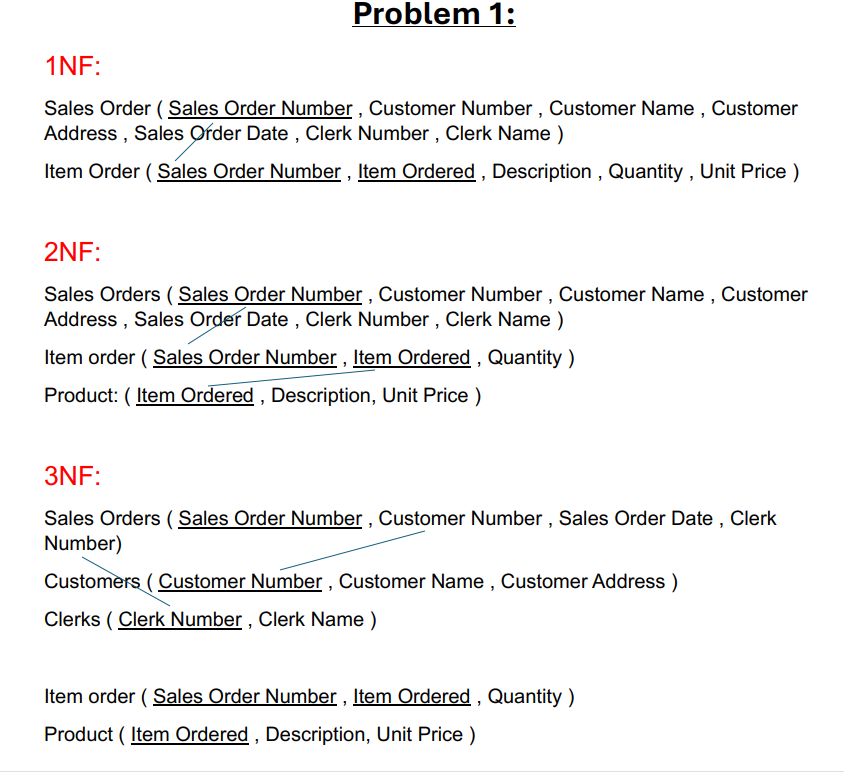 Problem 1:
1NF:
Sales Order ( Sales Order Number , Customer Number , Customer Name , Customer
Address , Sales Order Date , Clerk Number , Clerk Name )
Item Order ( Sales Order Number , Item Ordered , Description , Quantity , Unit Price )
2NF:
Sales Orders ( Sales Order Number , Customer Number , Customer Name , Customer
Address , Sales Order Date , Clerk Number , Clerk Name )
Item order ( Sales Order Number , Item Ordered , Quantity )
Product: ( Item Ordered , Description, Unit Price )
3NF:
Sales Orders ( Sales Order Number , Customer Number , Sales Order Date , Clerk
Number)
Customers ( Customer Number , Customer Name , Customer Address )
Clerks ( Clerk Number , Clerk Name )
Item order ( Sales Order Number , Item Ordered , Quantity )
Product ( Item Ordered , Description, Unit Price )